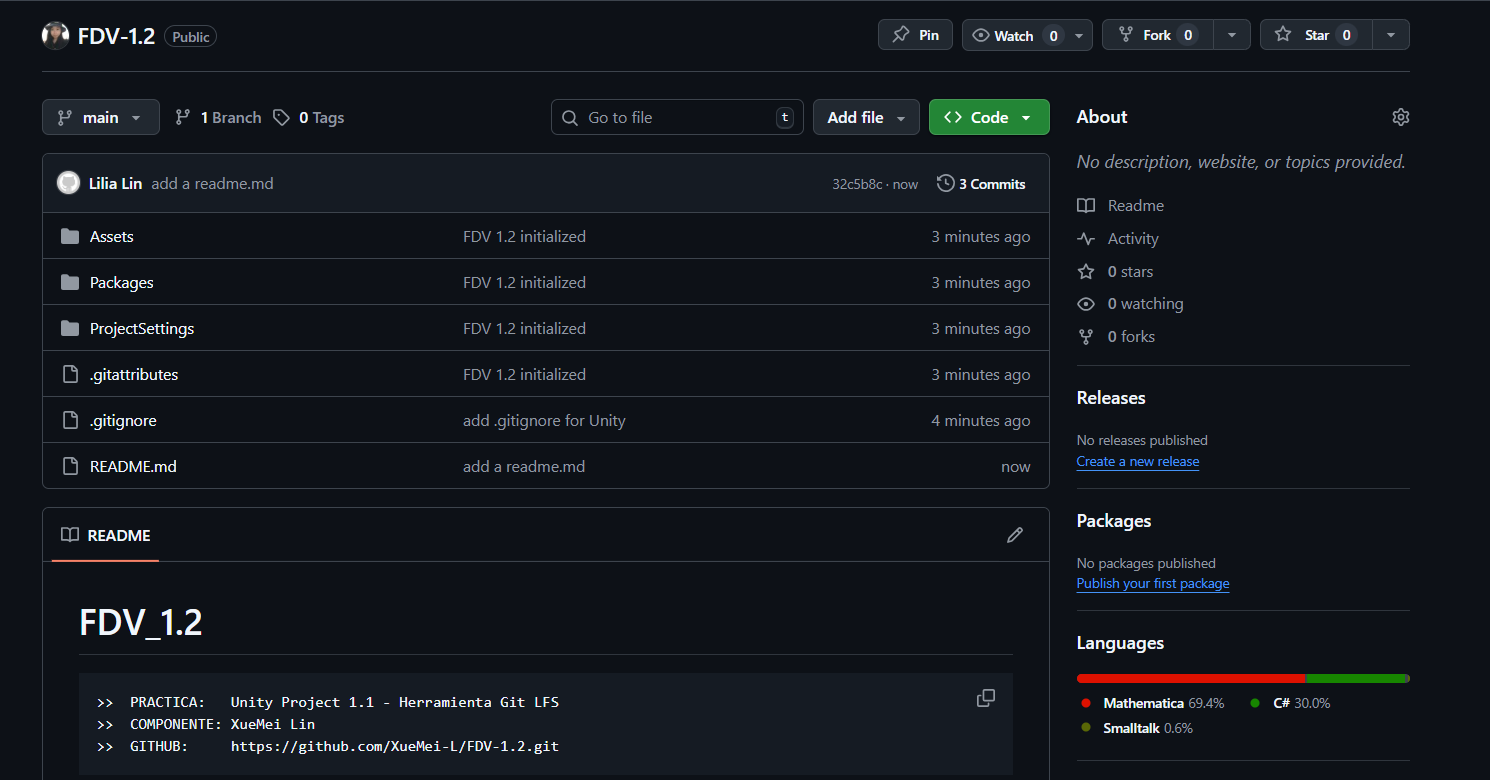 FDV-1.2 Public Pin Watch 0 Fork 0 Star 0
main 1 Branch 0 Tags Go to file t Add file Code
Lilia Lin add a readme.md 32c5b8c · now 3 Commits
Assets FDV 1.2 initialized 3 minutes ago
Packages FDV 1.2 initialized 3 minutes ago
ProjectSettings FDV 1.2 initialized 3 minutes ago
.gitattributes FDV 1.2 initialized 3 minutes ago
.gitignore add .gitignore for Unity 4 minutes ago
README.md add a readme.md now
README
FDV_1.2
>> PRACTICA: Unity Project 1.1 - Herramienta Git LFS
>> COMPONENTE: XueMei Lin
>> GITHUB: https://github.com/XueMei-L/FDV-1.2.git
About
No description, website, or topics provided.
Readme
Activity
0 stars
0 watching
0 forks
Releases
No releases published
Create a new release
Packages
No packages published
Publish your first package
Languages
Mathematica 69.4% C# 30.0%
Smalltalk 0.6%